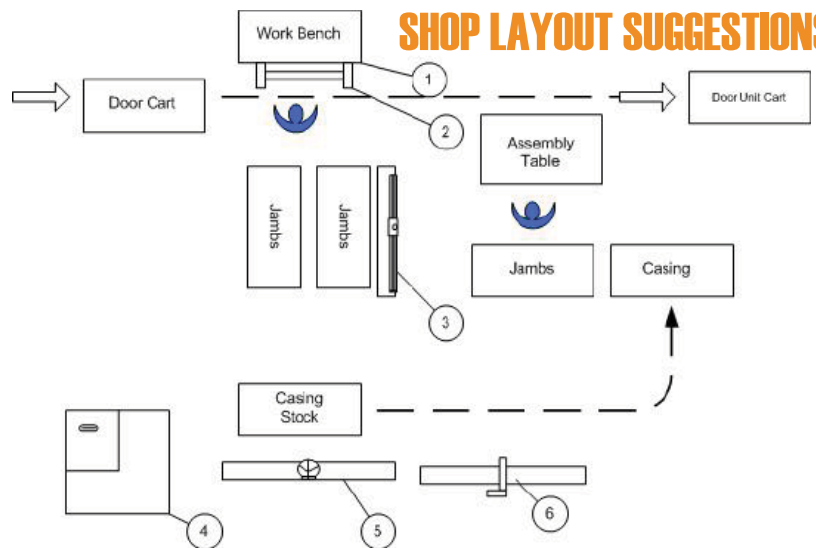 SHOP LAYOUT SUGGESTIONS
Work Bench
1
Door Cart
Door Unit Cart
2
Assembly
Table
Jambs
Jambs
Jambs
Casing
3
Casing
Stock
4
5
6